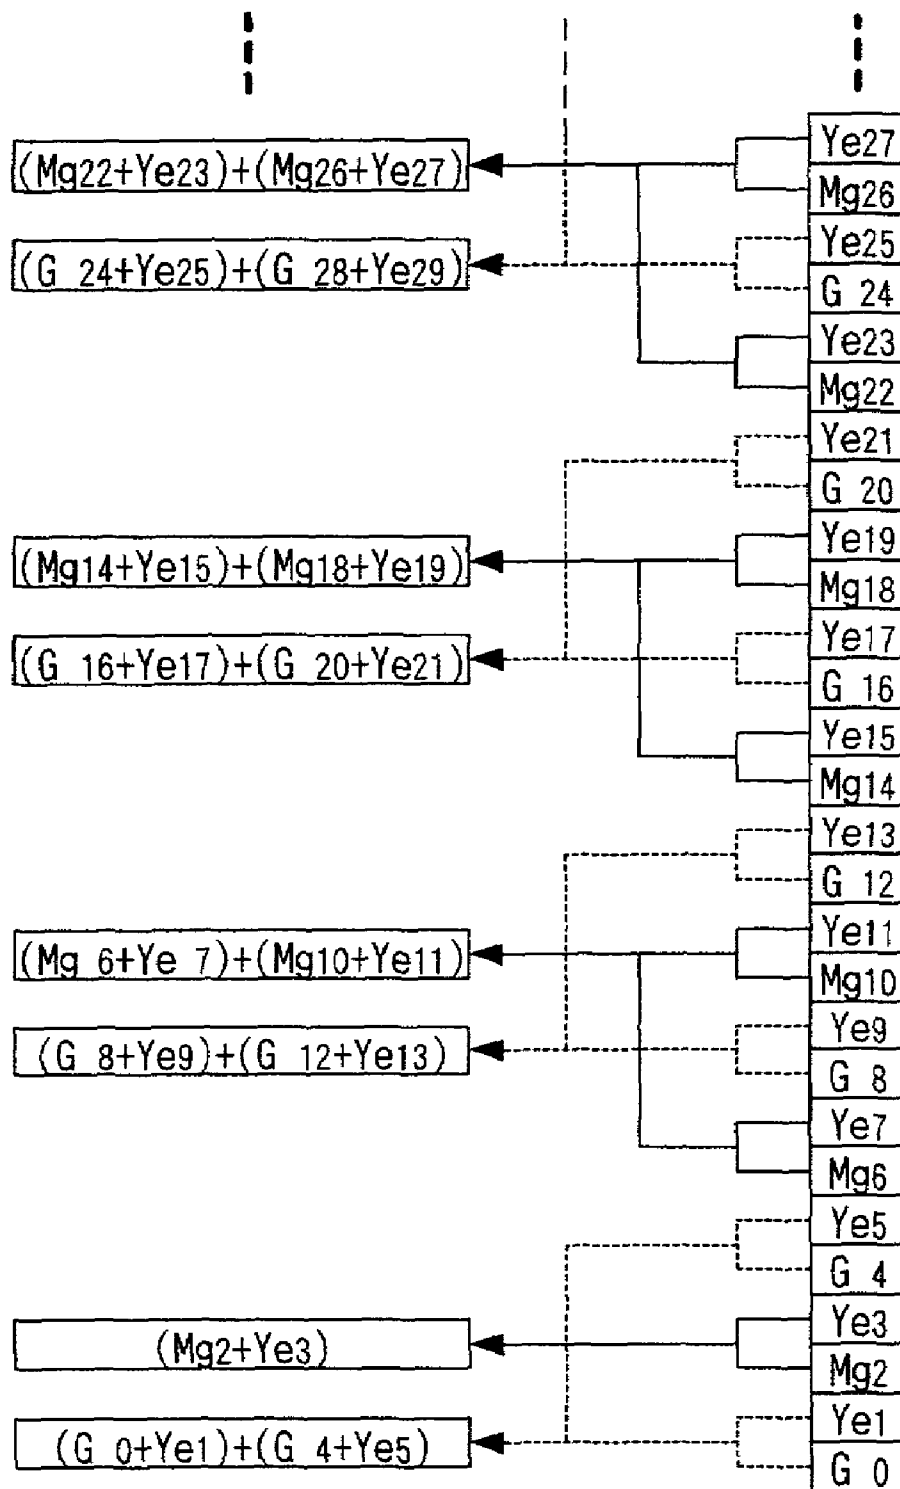 Ye27
(Mg22+Ye23)+(Mg26+Ye27)
Mg26
Ye25
(G 24+Ye25)+(G 28+Ye29)
G 24
Ye23
Mg22
Ye21
G 20
Ye19
(Mg14+Ye15)+(Mg18+Ye19)
Mg18
Ye17
(G 16+Ye17)+(G 20+Ye21)
G 16
Ye15
Mg14
Ye13
G 12
Ye11
(Mg 6+Ye 7)+(Mg10+Ye11)
Mg10
Ye9
(G 8+Ye9)+(G 12+Ye13)
G 8
Ye7
Mg6
Ye5
G 4
Ye3
(Mg2+Ye3)
Mg2
Ye1
(G 0+Ye1)+(G 4+Ye5)
G 0